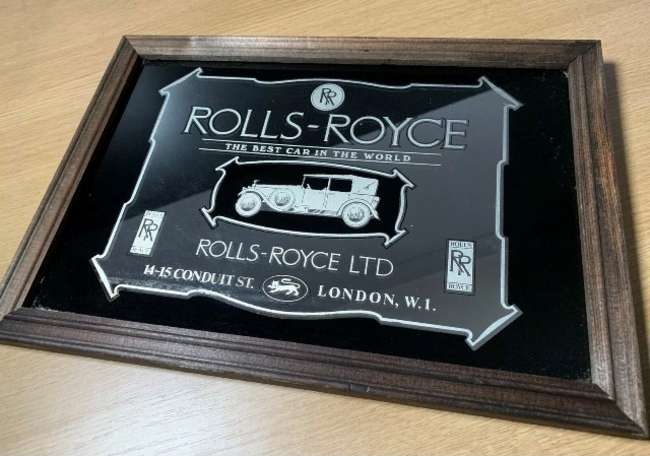 RR
ROLLS-ROYCE
THE BEST CAR IN THE WORLD
ROLLS-ROYCE LTD
14-15 CONDUIT ST. LONDON, W.1.
RR
ROLLS
RR
ROYCE